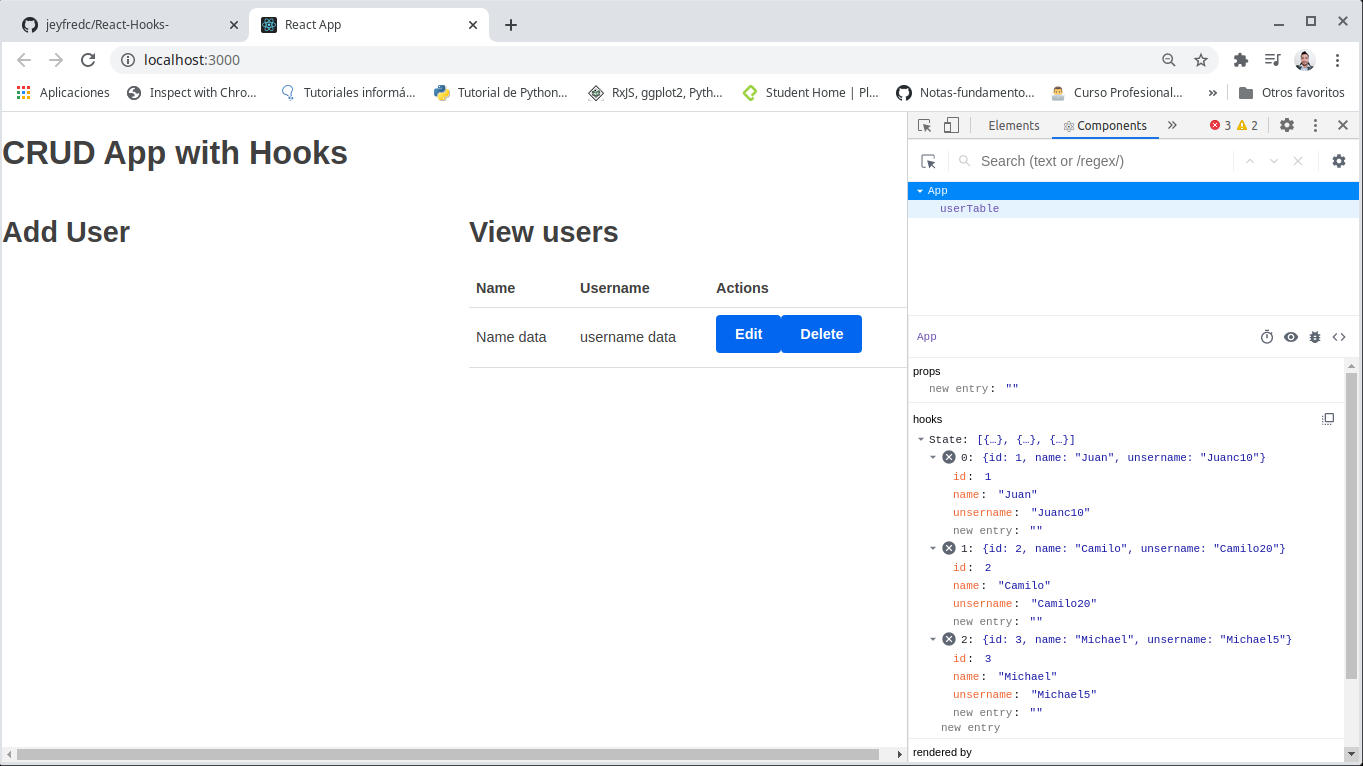 jeyfredc/React-Hooks-
React App
localhost:3000
Aplicaciones
Inspect with Chro...
Tutoriales informá...
Tutorial de Python...
RxJS, ggplot2, Pyth...
Student Home | Pl...
Notas-fundamento...
Curso Profesional...
»
Otros favoritos
CRUD App with Hooks
Add User
View users
Name Username Actions
Name data username data Edit Delete
Elements Components » 3 2
Search (text or /regex/)
App
userTable
App
props
new entry: ""
hooks
State: [{…}, {…}, {…}]
0: {id: 1, name: "Juan", unsername: "Juanc10"}
id: 1
name: "Juan"
unsername: "Juanc10"
new entry: ""
1: {id: 2, name: "Camilo", unsername: "Camilo20"}
id: 2
name: "Camilo"
unsername: "Camilo20"
new entry: ""
2: {id: 3, name: "Michael", unsername: "Michael5"}
id: 3
name: "Michael"
unsername: "Michael5"
new entry: ""
new entry
rendered by